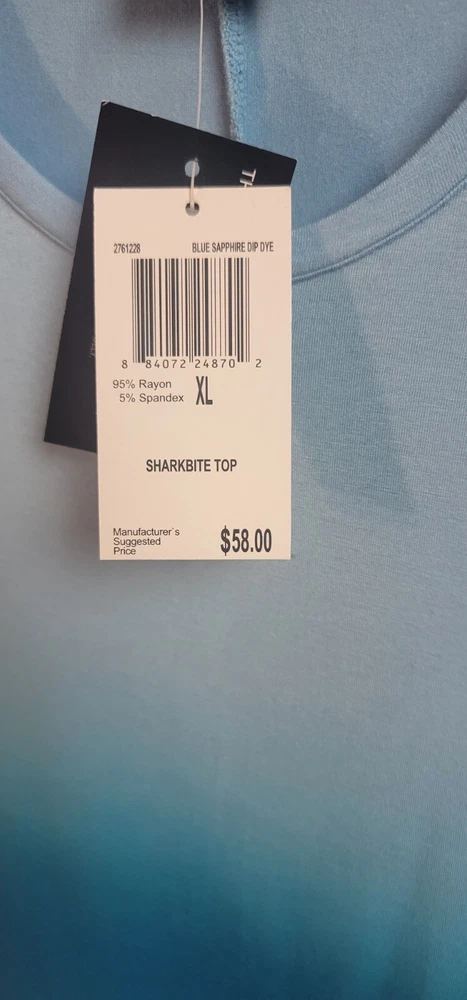 2761228 BLUE SAPPHIRE DIP DYE
8 84072 24870 2
95% Rayon
5% Spandex XL
SHARKBITE TOP
Manufacturer`s
Suggested
Price $58.00